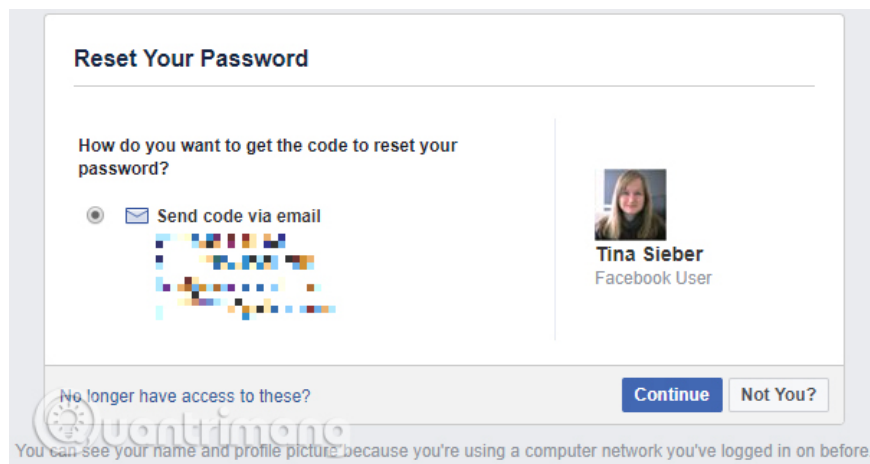 Reset Your Password
How do you want to get the code to reset your
password?
Send code via email
Tina Sieber
Facebook User
No longer have access to these?
Continue
Not You?
Quantrimang
You can see your name and profile picture because you're using a computer network you've logged in on before